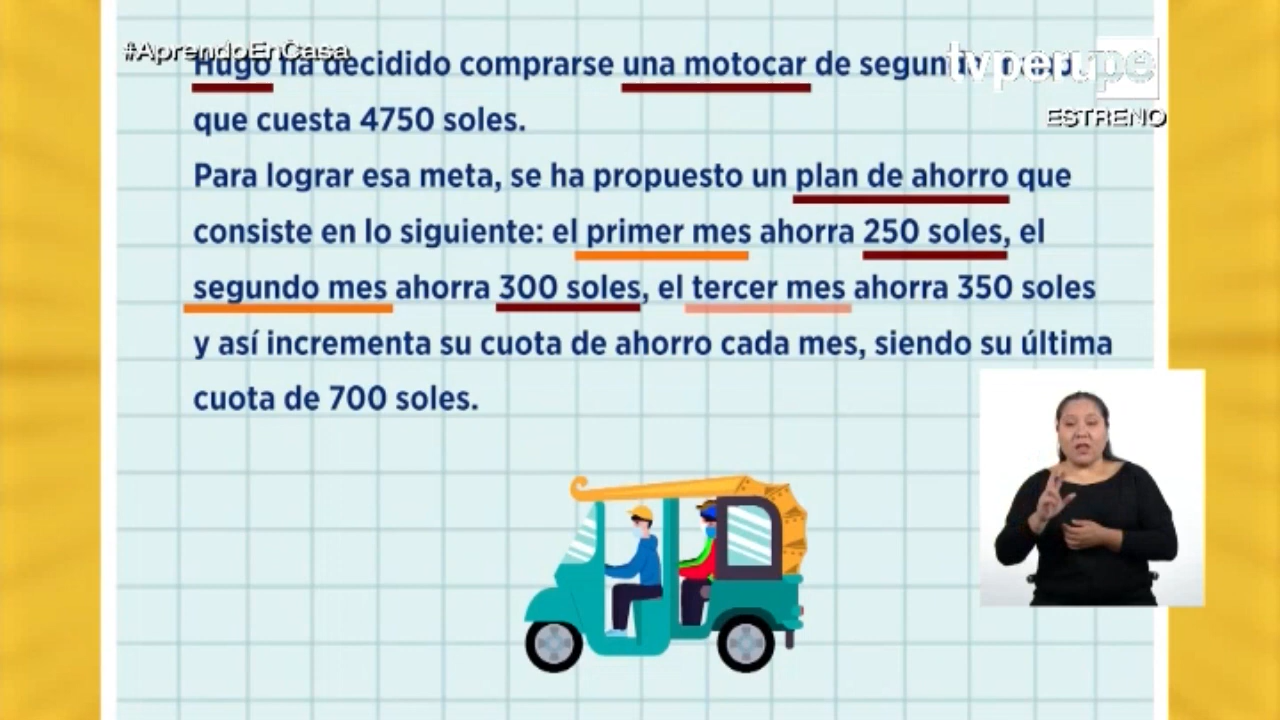 #AprendoEnCasa
Hugo ha decidido comprarse una motocar de
tvperu
ESTRENO
que cuesta 4750 soles.
Para lograr esa meta, se ha propuesto un plan de ahorro que
consiste en lo siguiente: el primer mes ahorra 250 soles, el
segundo mes ahorra 300 soles, el tercer mes ahorra 350 soles
y así incrementa su cuota de ahorro cada mes, siendo su última
cuota de 700 soles.